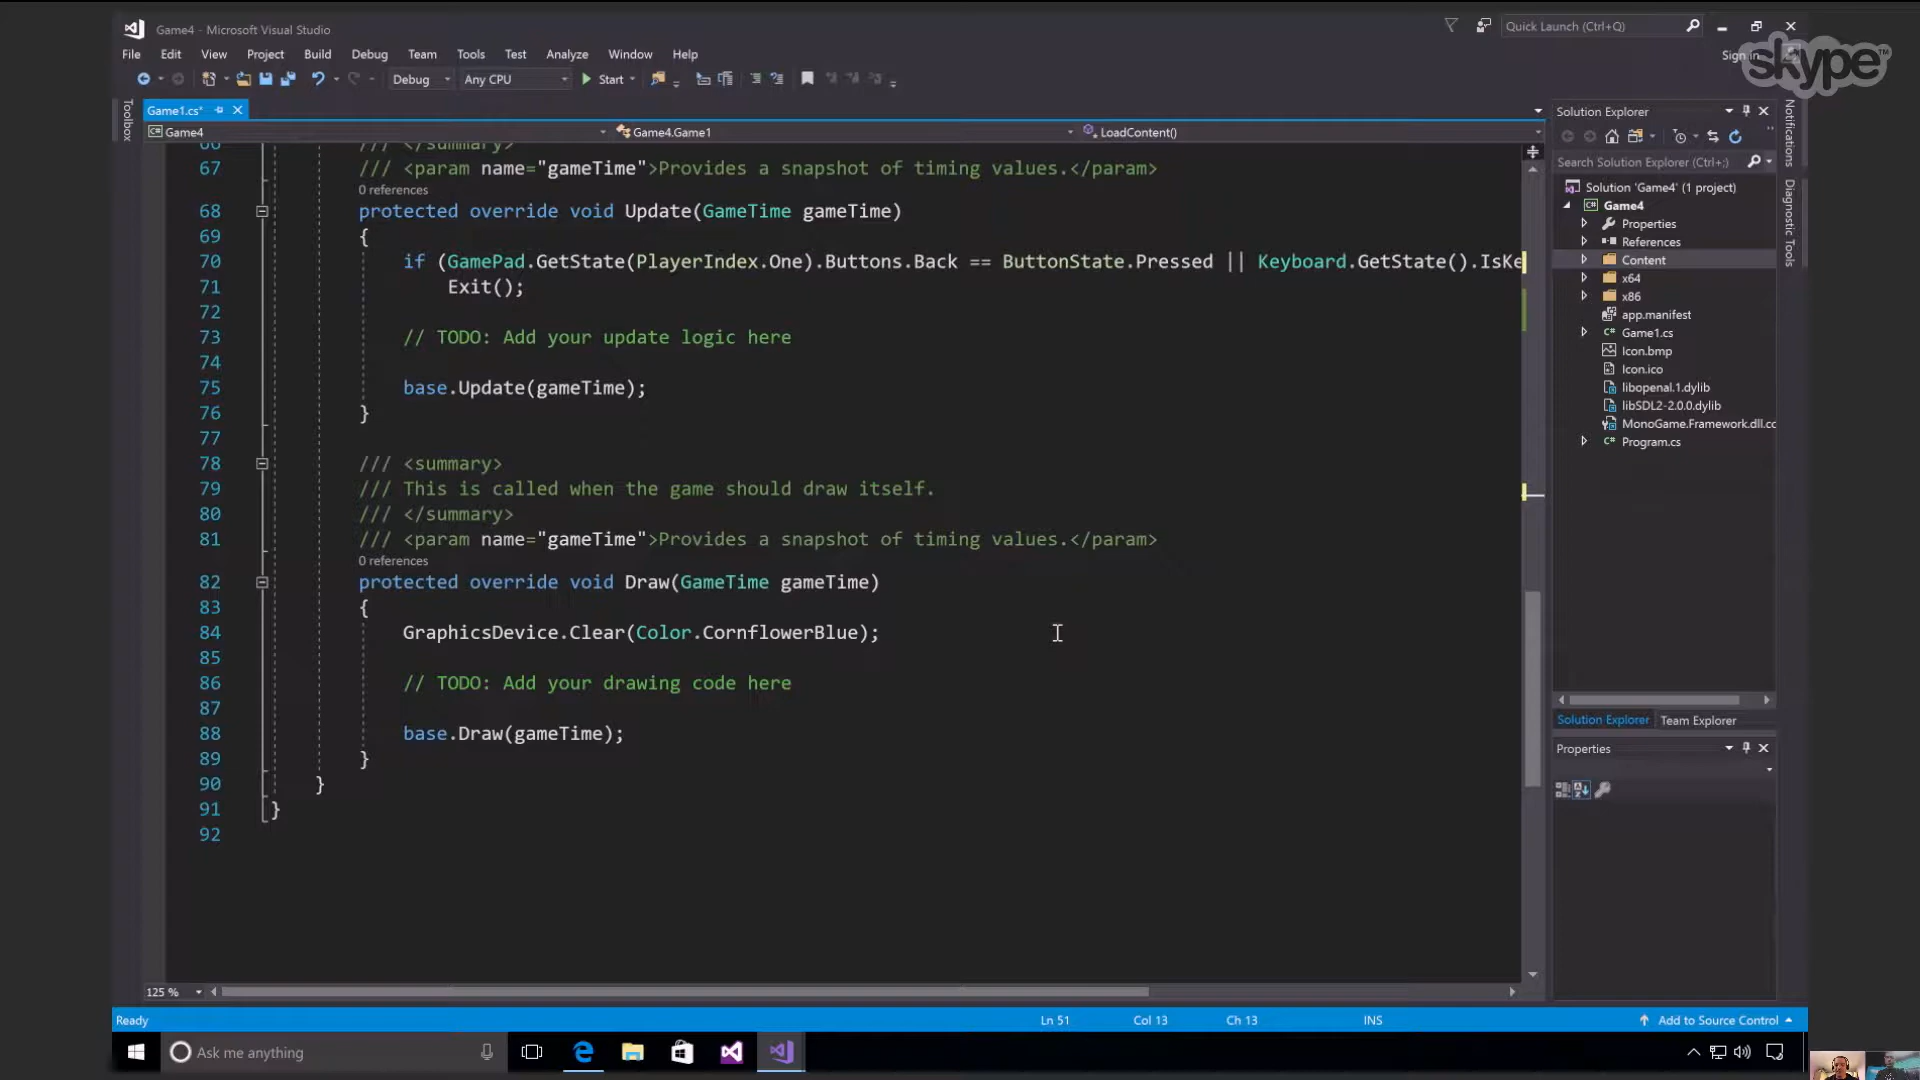 Game4 - Microsoft Visual Studio
Quick Launch (Ctrl+Q)
File Edit View Project Build Debug Team Tools Test Analyze Window Help
Sign in
skype™
Debug Any CPU Start
Toolbox
Game1.cs*
Game4 Game4.Game1 LoadContent()
66 /// </summary>
67 /// <param name="gameTime">Provides a snapshot of timing values.</param>
0 references
68 protected override void Update(GameTime gameTime)
69 {
70 if (GamePad.GetState(PlayerIndex.One).Buttons.Back == ButtonState.Pressed || Keyboard.GetState().IsKe
71 Exit();
72
73 // TODO: Add your update logic here
74
75 base.Update(gameTime);
76 }
77
78 /// <summary>
79 /// This is called when the game should draw itself.
80 /// </summary>
81 /// <param name="gameTime">Provides a snapshot of timing values.</param>
0 references
82 protected override void Draw(GameTime gameTime)
83 {
84 GraphicsDevice.Clear(Color.CornflowerBlue);
85
86 // TODO: Add your drawing code here
87
88 base.Draw(gameTime);
89 }
90 }
91 }
92
125 %
Solution Explorer
Search Solution Explorer (Ctrl+;)
Solution 'Game4' (1 project)
Game4
Properties
References
Content
x64
x86
app.manifest
Game1.cs
Icon.bmp
Icon.ico
libopenal.1.dylib
libSDL2-2.0.0.dylib
MonoGame.Framework.dll.co
Program.cs
Solution Explorer Team Explorer
Properties
Notifications
Diagnostic Tools
Ready Ln 51 Col 13 Ch 13 INS Add to Source Control
Ask me anything